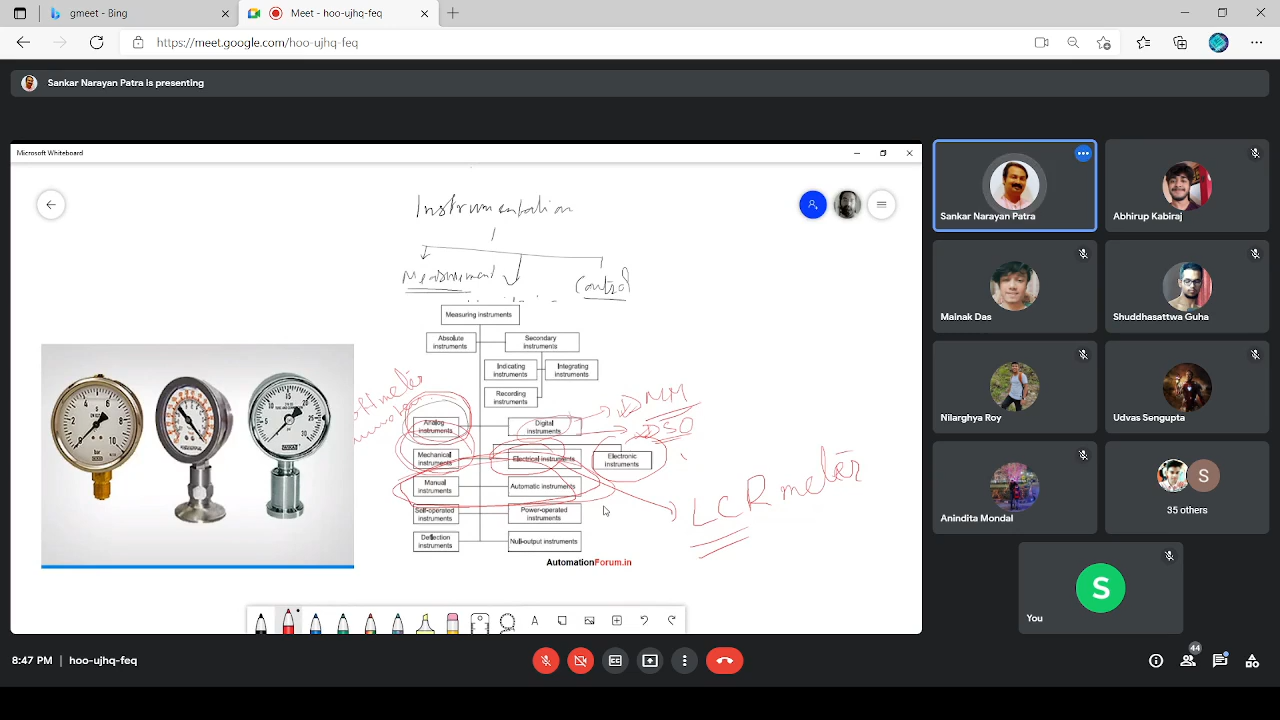 gmeet - Bing
Meet - hoo-ujhq-feq
https://meet.google.com/hoo-ujhq-feq
Sankar Narayan Patra is presenting
Microsoft Whiteboard
Instrumentation
Measurement
Control
Measuring instruments
Absolute instruments
Secondary instruments
Indicating instruments
Integrating instruments
Recording instruments
Analog instruments
Digital instruments
DMM
DSO
Mechanical instruments
Electrical instruments
Electronic instruments
Manual instruments
Automatic instruments
LCR meter
Self-operated instruments
Power-operated instruments
Deflection instruments
Null-output instruments
AutomationForum.in
Sankar Narayan Patra
Abhirup Kabiraj
Mainak Das
Shuddhasattwa Guha
Nilarghya Roy
Udvas Sengupta
Anindita Mondal
S
35 others
S
You
8:47 PM | hoo-ujhq-feq
44